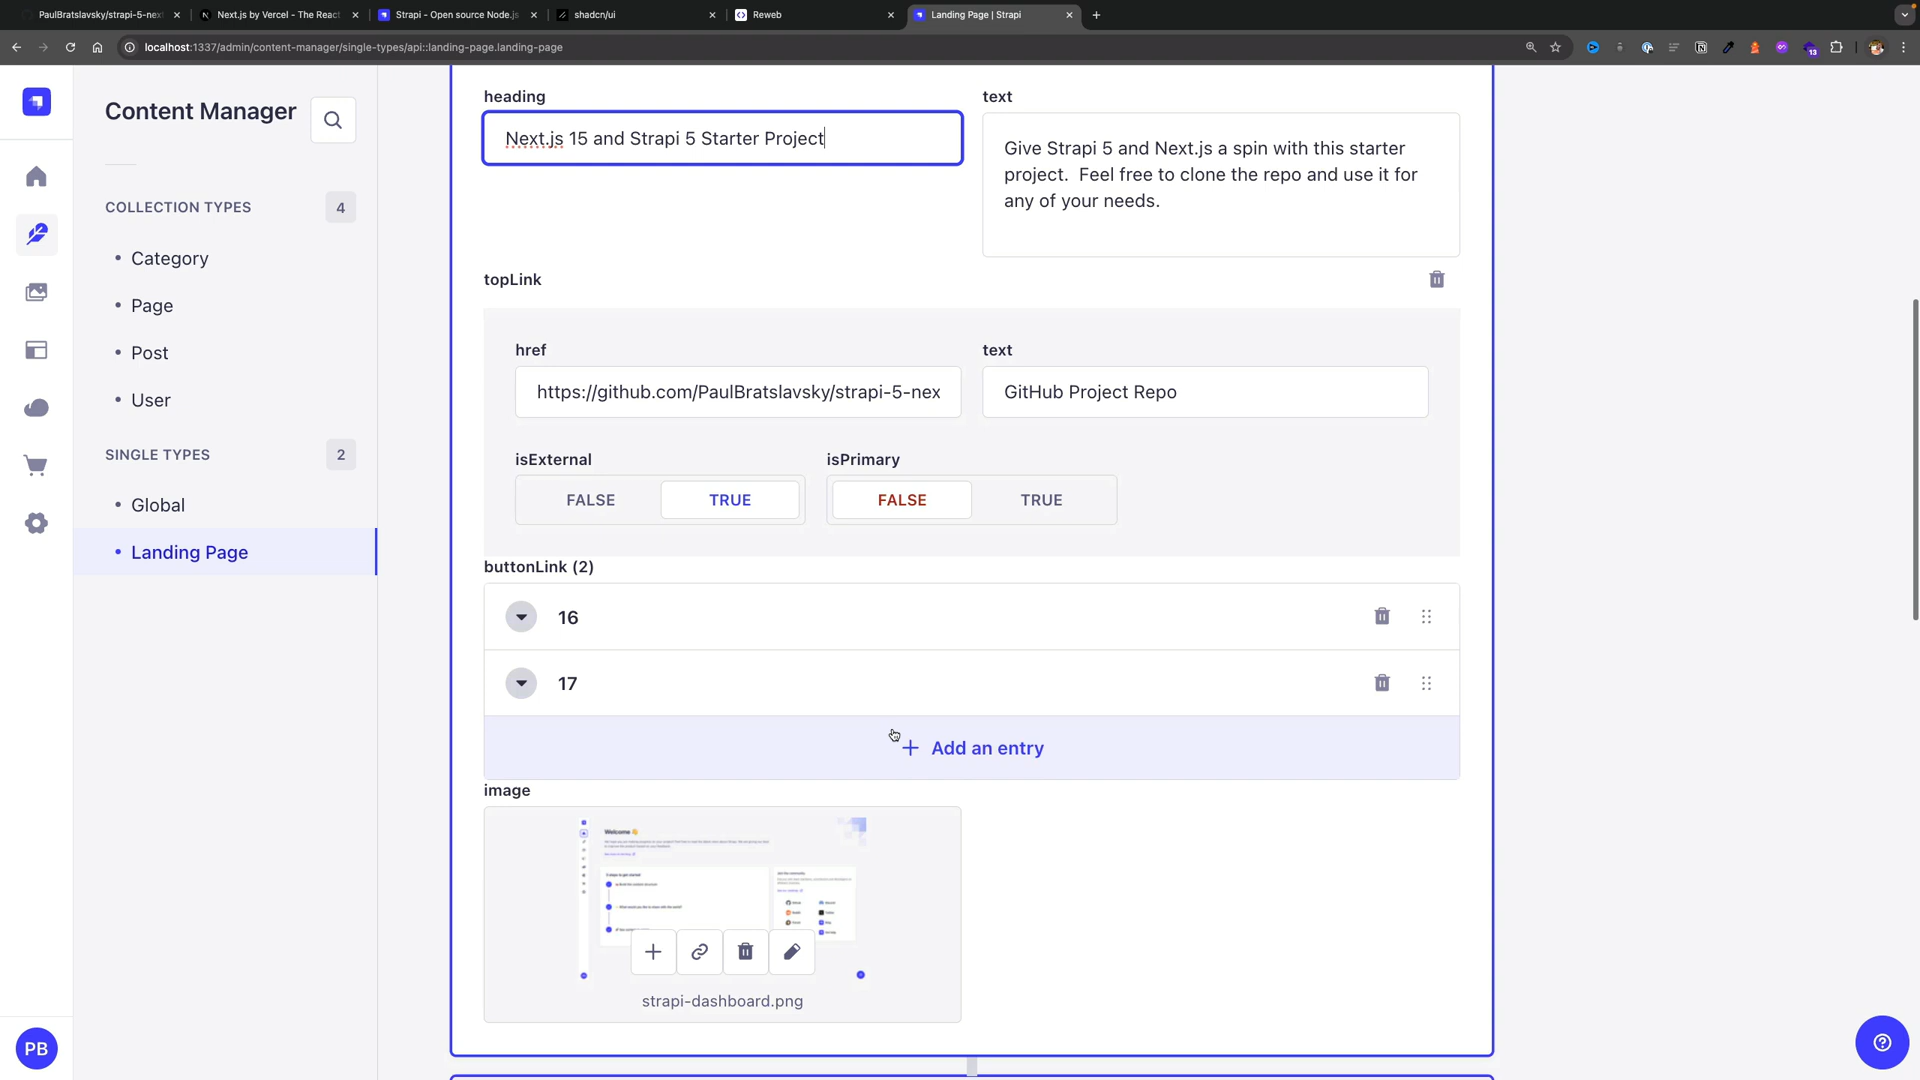 PaulBratslavsky/strapi-5-nex
Next.js by Vercel - The React
Strapi - Open source Node.js
shadcn/ui
Reweb
Landing Page | Strapi
localhost:1337/admin/content-manager/single-types/api::landing-page.landing-page
13
Content Manager
COLLECTION TYPES
4
Category
Page
Post
User
SINGLE TYPES
2
Global
Landing Page
PB
heading
Next.js 15 and Strapi 5 Starter Project
text
Give Strapi 5 and Next.js a spin with this starter
project. Feel free to clone the repo and use it for
any of your needs.
topLink
href
https://github.com/PaulBratslavsky/strapi-5-nex
text
GitHub Project Repo
isExternal
FALSE
TRUE
isPrimary
FALSE
TRUE
buttonLink (2)
16
17
Add an entry
image
Welcome
strapi-dashboard.png